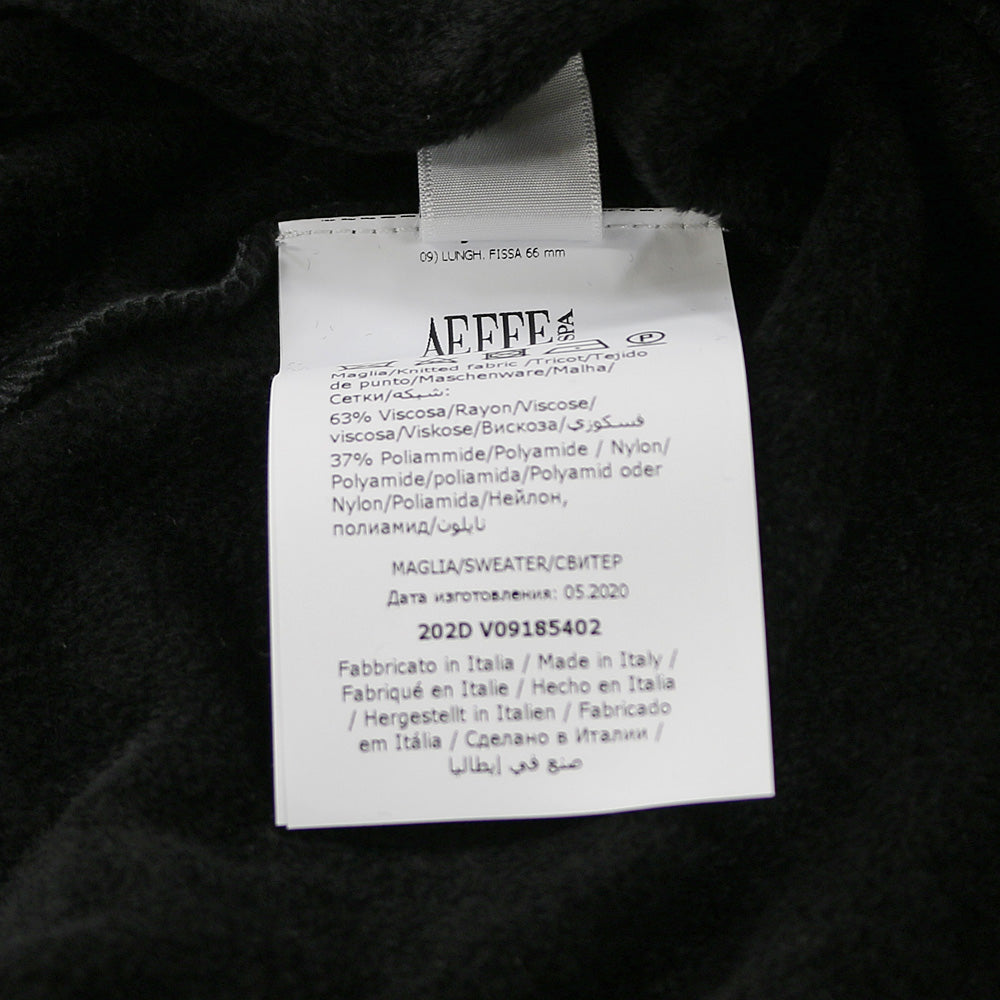 09) LUNGH. FISSA 66 mm
AEFFE SPA
P
Maglia/Knitted fabric /Tricot/Tejido
de punto/Maschenware/Malha/
Сетки/شبكه:
63% Viscosa/Rayon/Viscose/
viscosa/Viskose/Вискоза/فسكوزي
37% Poliammide/Polyamide / Nylon/
Polyamide/poliamida/Polyamid oder
Nylon/Poliamida/Нейлон,
полиамид/نايلون
MAGLIA/SWEATER/СВИТЕР
Дата изготовления: 05.2020
202D V09185402
Fabbricato in Italia / Made in Italy /
Fabriqué en Italie / Hecho en Italia
/ Hergestellt in Italien / Fabricado
em Itália / Сделано в Италии /
صنع في إيطاليا